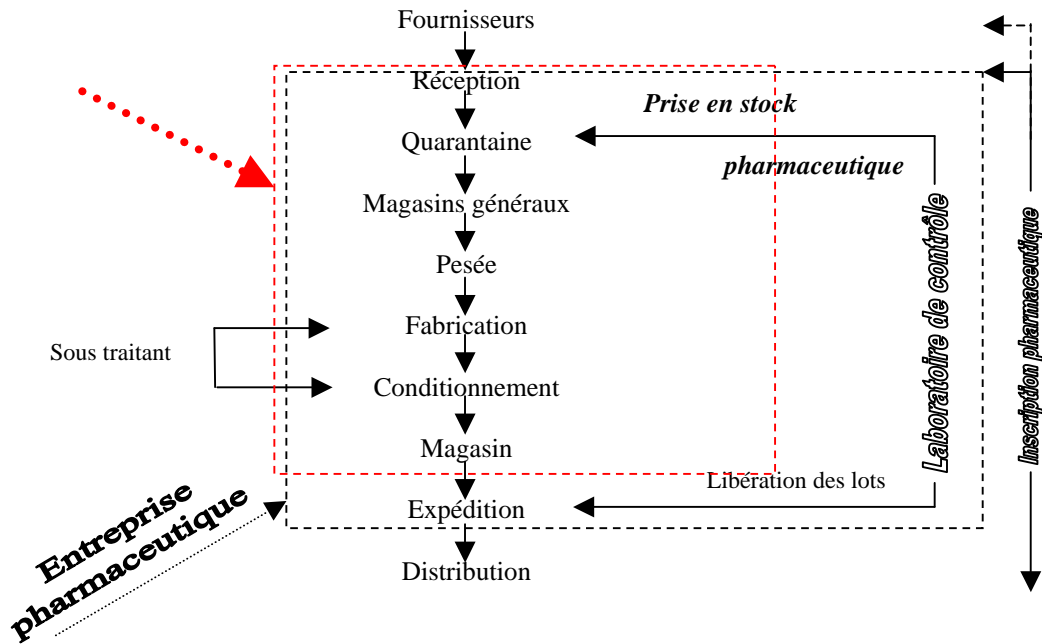 Fournisseurs
Réception
Prise en stock
Quarantaine
pharmaceutique
Magasins généraux
Pesée
Fabrication
Sous traitant
Conditionnement
Magasin
Libération des lots
Expédition
Distribution
Entreprise
pharmaceutique
Laboratoire de contrôle
Inscription pharmaceutique